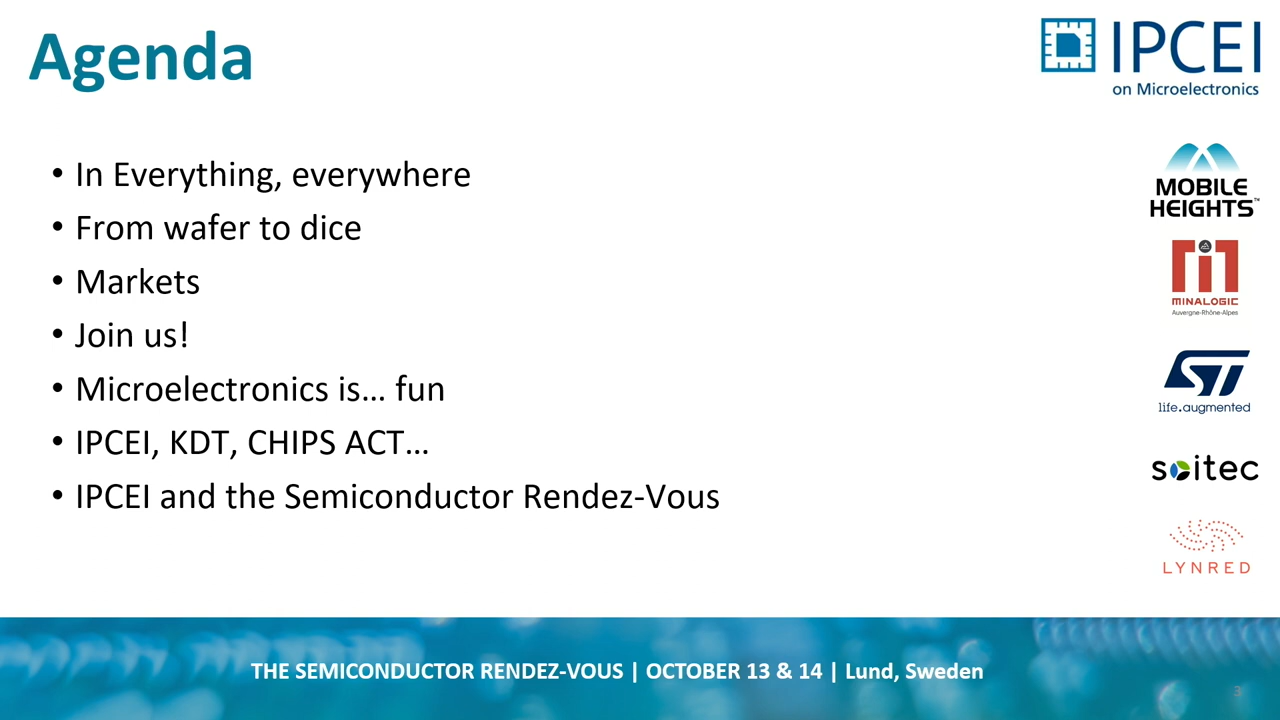 Agenda
IPCEI
on Microelectronics
• In Everything, everywhere
• From wafer to dice
• Markets
• Join us!
• Microelectronics is... fun
• IPCEI, KDT, CHIPS ACT...
• IPCEI and the Semiconductor Rendez-Vous
MOBILE
HEIGHTS™
MINALOGIC
Auvergne-Rhône-Alpes
ST
life.augmented
soitec
LYNRED
THE SEMICONDUCTOR RENDEZ-VOUS | OCTOBER 13 & 14 | Lund, Sweden
3